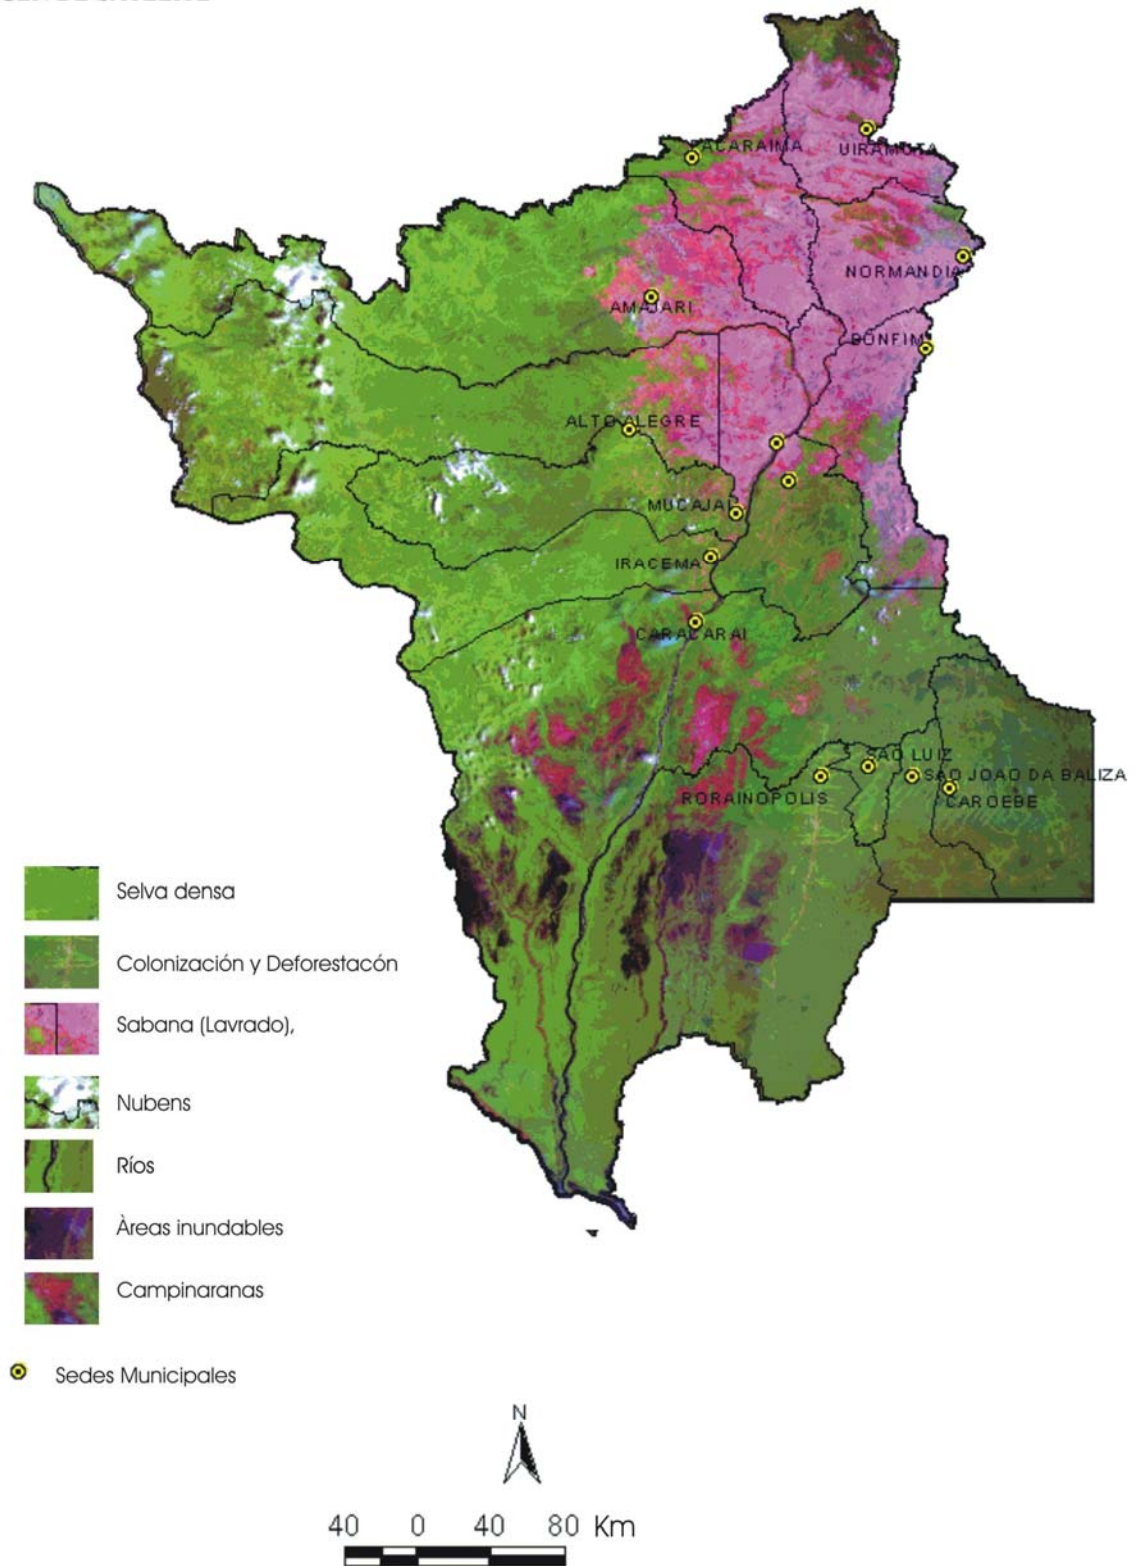 PACARAIMA
UIRAMUTA
NORMANDIA
AMAJARI
BONFIM
ALTO ALEGRE
MUCAJAI
IRACEMA
CARACARAI
SAO LUIZ
SAO JOAO DA BALIZA
RORAINOPOLIS
CAROEBE
Selva densa
Colonización y Deforestacón
Sabana (Lavrado),
Nubens
Ríos
Àreas inundables
Campinaranas
Sedes Municipales
N
40 0 40 80 Km